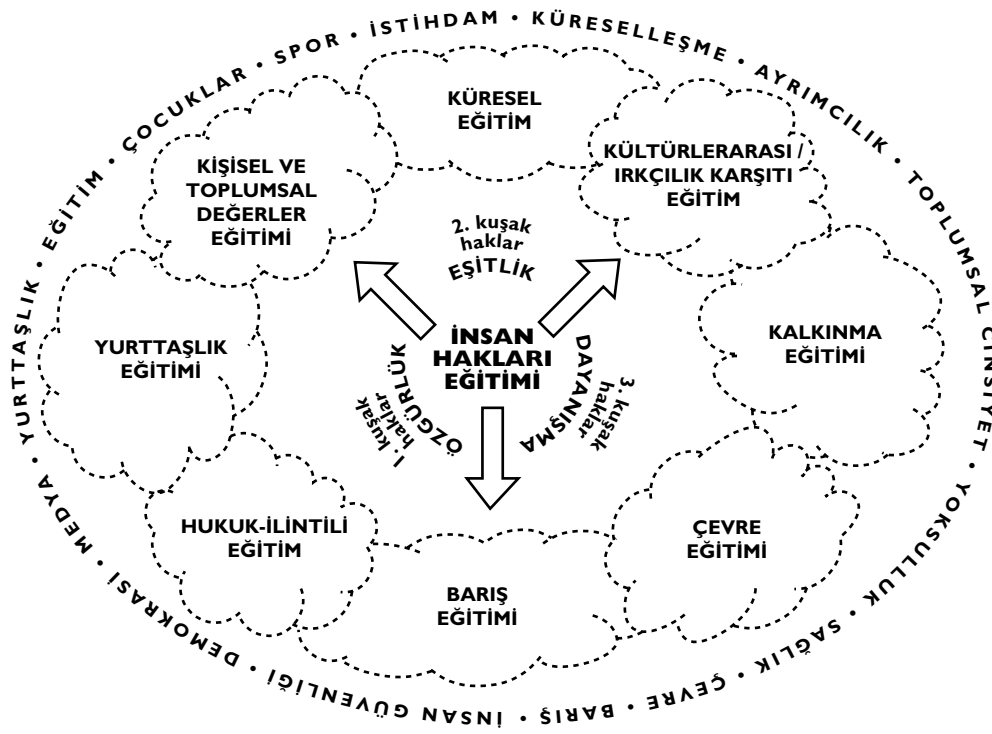 YURTTAŞLIK • EĞİTİM • ÇOCUKLAR • SPOR • İSTİHDAM • KÜRESELLEŞME • AYRIMCILIK • TOPLUMSAL CİNSİYET • YOKSULLUK • SAĞLIK • ÇEVRE • BARIŞ • İNSAN GÜVENLİĞİ • DEMOKRASİ • MEDYA •
KÜRESEL
EĞİTİM
KİŞİSEL VE
TOPLUMSAL
DEĞERLER
EĞİTİMİ
KÜLTÜRLERARASI /
IRKÇILIK KARŞITI
EĞİTİM
2. kuşak
haklar
EŞİTLİK
YURTTAŞLIK
EĞİTİMİ
İNSAN
HAKLARI
EĞİTİMİ
KALKINMA
EĞİTİMİ
1. kuşak
haklar
ÖZGÜRLÜK
DAYANIŞMA
3. kuşak
haklar
HUKUK-İLİNTİLİ
EĞİTİM
ÇEVRE
EĞİTİMİ
BARIŞ
EĞİTİMİ